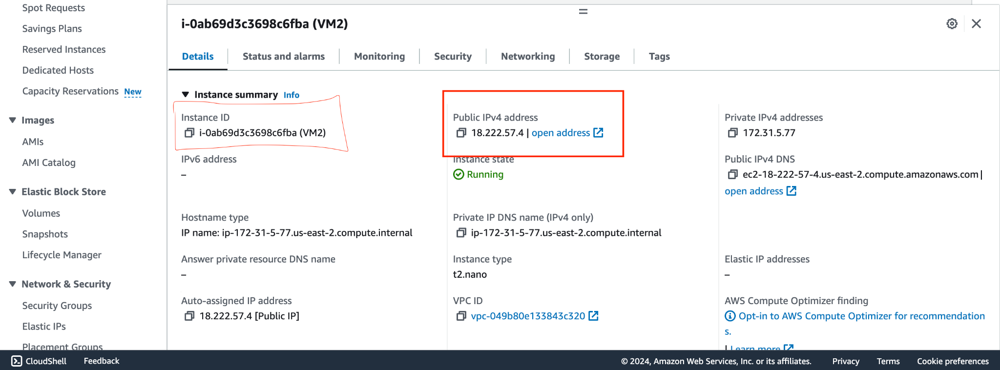 Spot Requests
Savings Plans
Reserved Instances
Dedicated Hosts
Capacity Reservations New
Images
AMIs
AMI Catalog
Elastic Block Store
Volumes
Snapshots
Lifecycle Manager
Network & Security
Security Groups
Elastic IPs
Placement Groups
i-0ab69d3c3698c6fba (VM2)
Details
Status and alarms
Monitoring
Security
Networking
Storage
Tags
Instance summary Info
Instance ID
i-0ab69d3c3698c6fba (VM2)
Public IPv4 address
18.222.57.4 | open address
Private IPv4 addresses
172.31.5.77
IPv6 address
–
Instance state
Running
Public IPv4 DNS
ec2-18-222-57-4.us-east-2.compute.amazonaws.com |
open address
Hostname type
IP name: ip-172-31-5-77.us-east-2.compute.internal
Private IP DNS name (IPv4 only)
ip-172-31-5-77.us-east-2.compute.internal
Answer private resource DNS name
–
Instance type
t2.nano
Elastic IP addresses
–
Auto-assigned IP address
18.222.57.4 [Public IP]
VPC ID
vpc-049b80e133843c320
AWS Compute Optimizer finding
Opt-in to AWS Compute Optimizer for recommendation
s.
| Learn more
CloudShell
Feedback
© 2024, Amazon Web Services, Inc. or its affiliates.
Privacy
Terms
Cookie preferences